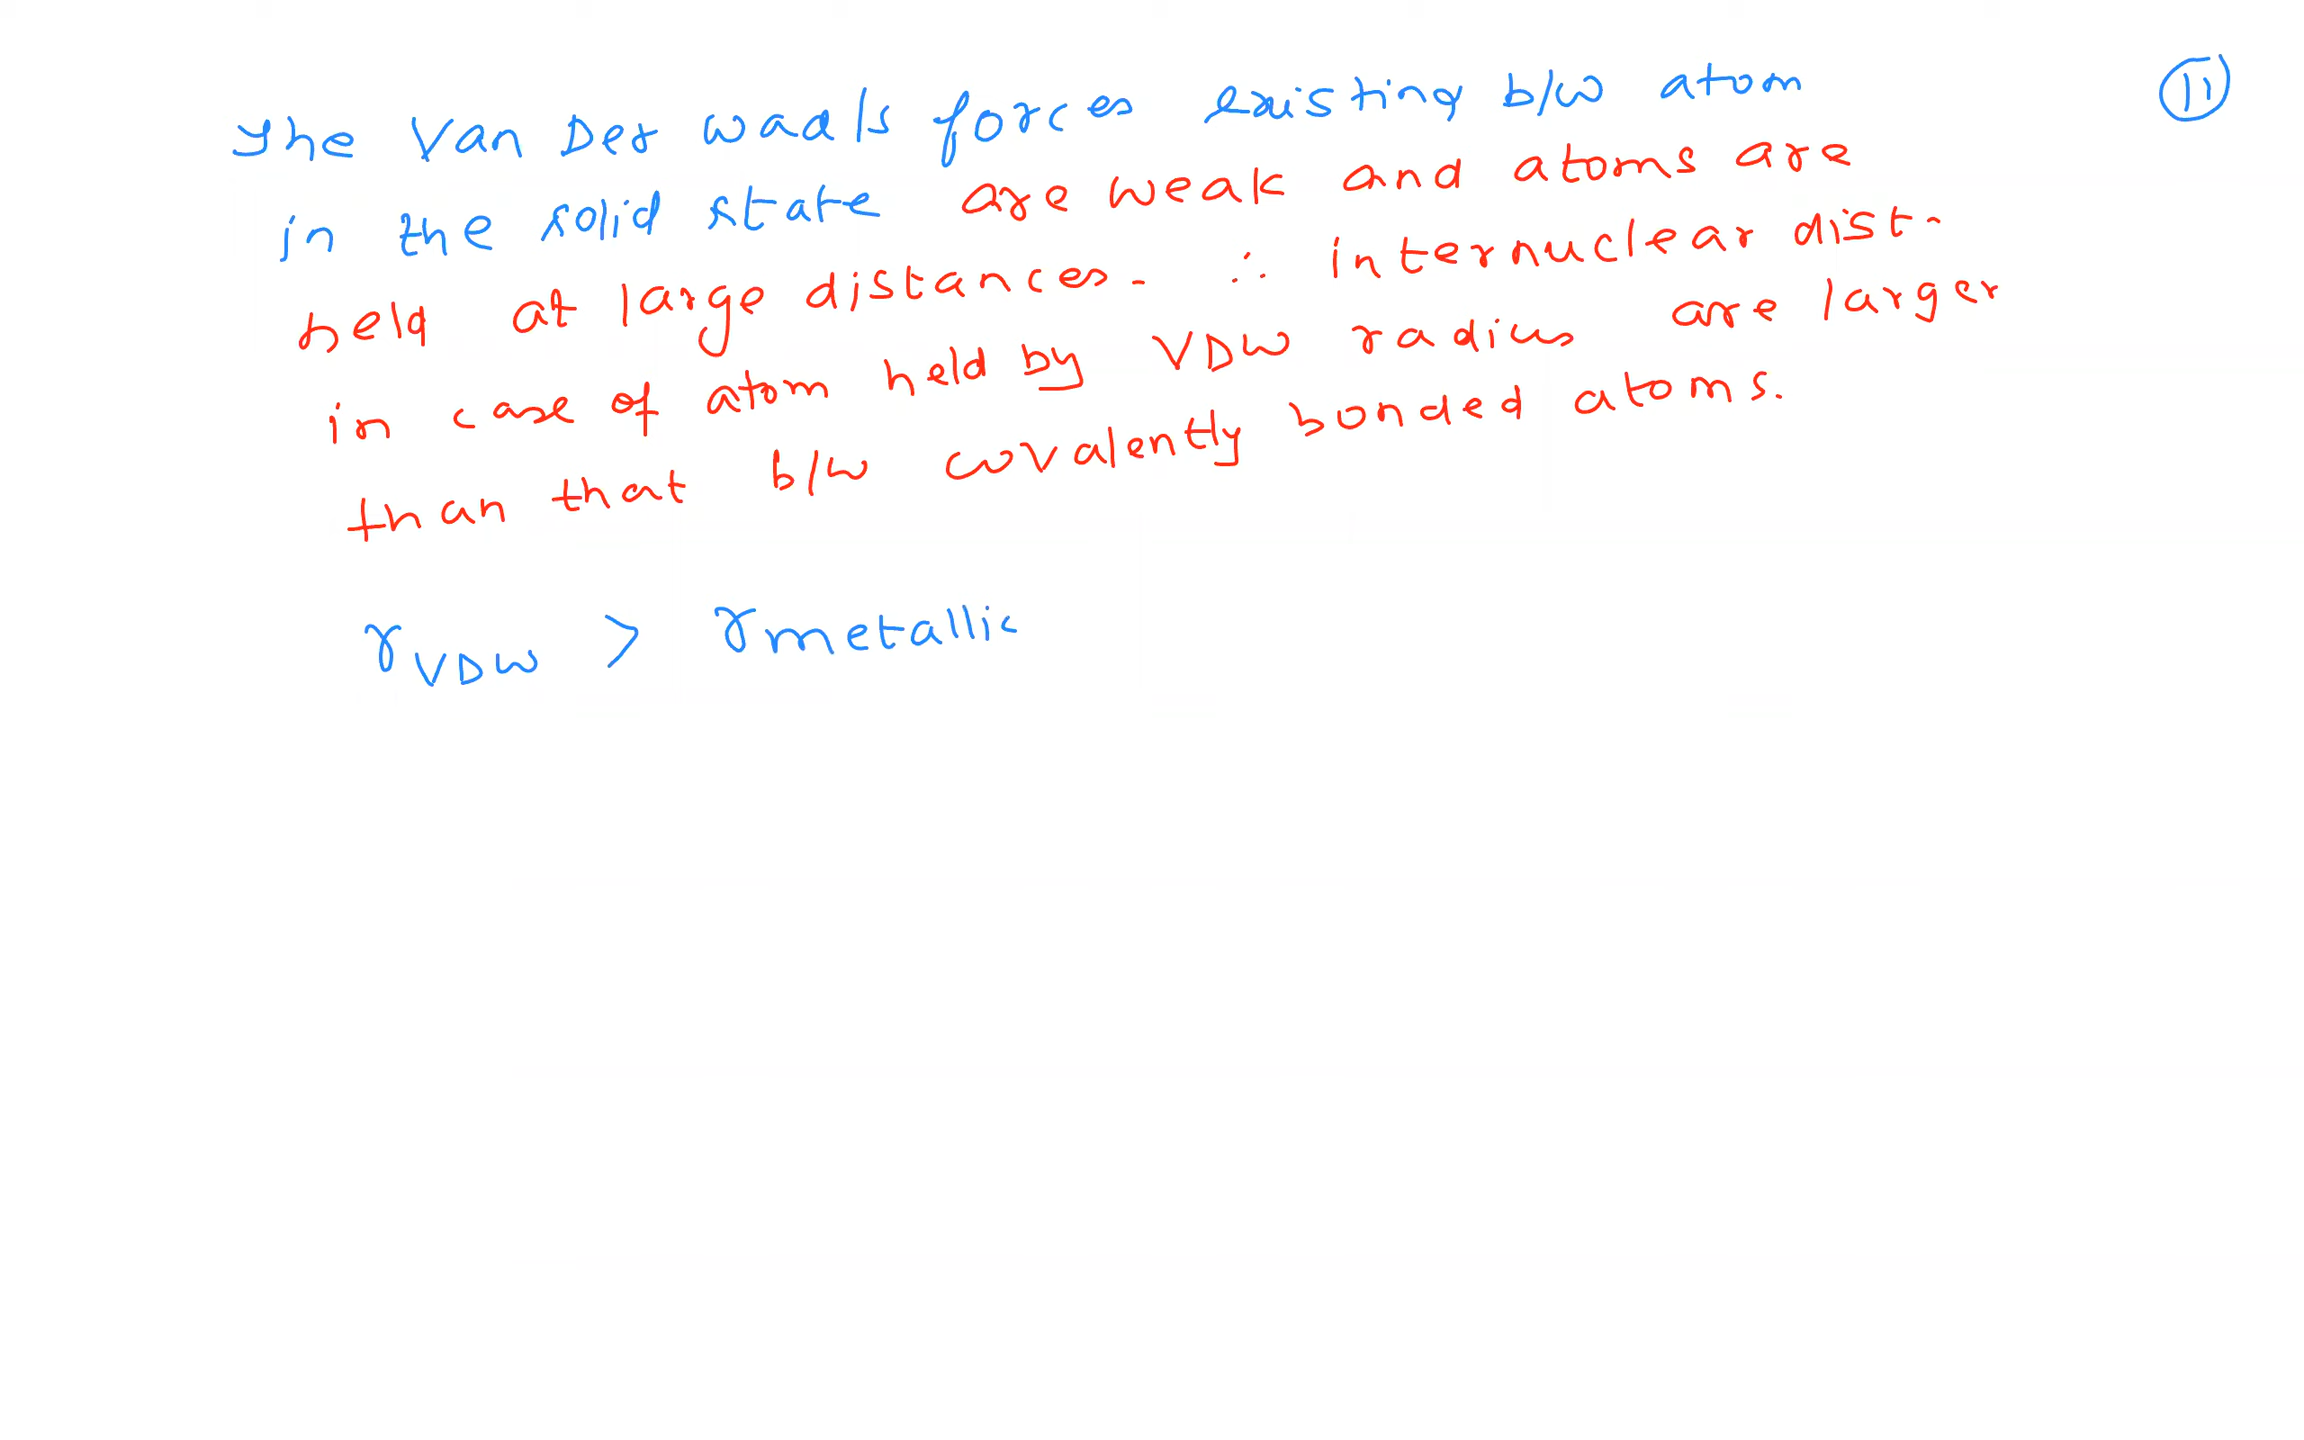 The Van Der waals forces existing b/w atom
11
in the solid state are weak and atoms are
held at large distances. ∴ internuclear dist-
in case of atom held by VDW radius are larger
than that b/w covalently bonded atoms.
r VDW > r metallic